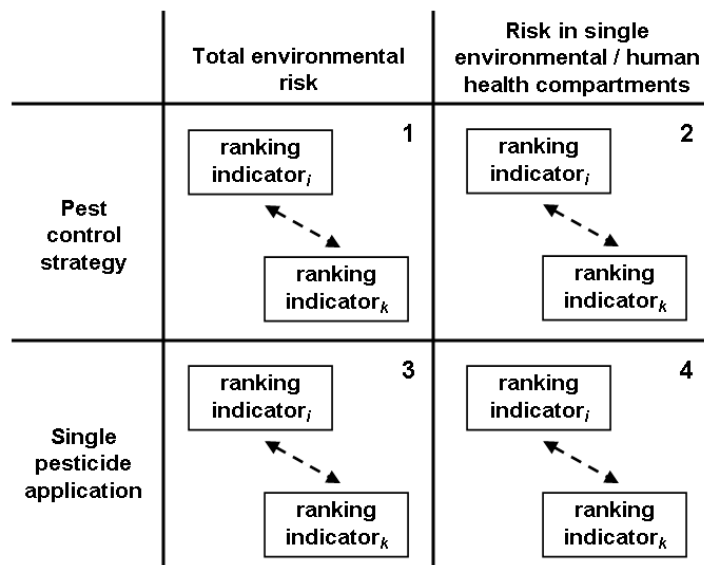 Total environmental
risk
Risk in single
environmental / human
health compartments
Pest
control
strategy
1
ranking
indicatori
ranking
indicatork
2
ranking
indicatori
ranking
indicatork
Single
pesticide
application
3
ranking
indicatori
ranking
indicatork
4
ranking
indicatori
ranking
indicatork